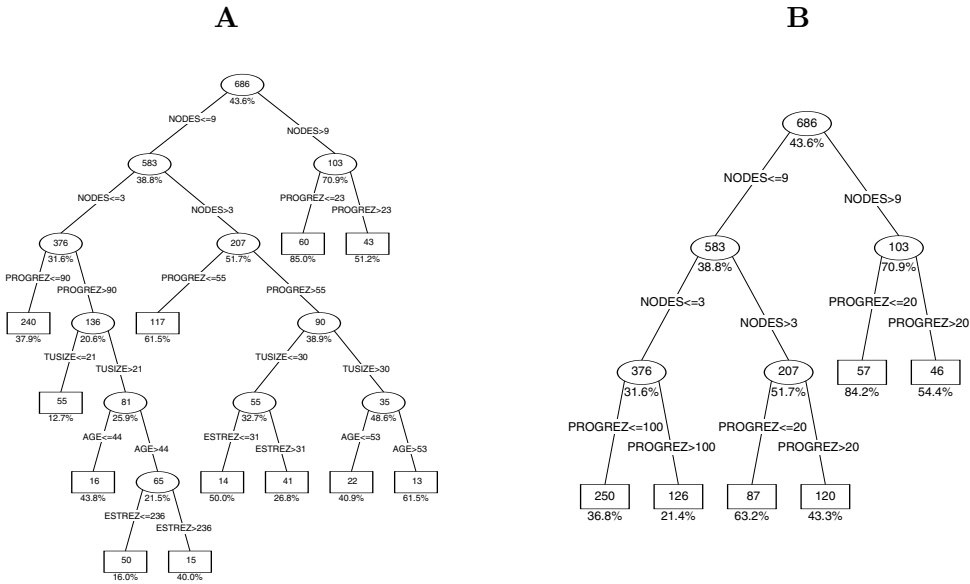 A
686
43.6%
NODES<=9
NODES>9
583
38.8%
103
70.9%
NODES<=3
NODES>3
PROGREZ<=23
PROGREZ>23
376
31.6%
207
51.7%
60
85.0%
43
51.2%
PROGREZ<=90
PROGREZ>90
PROGREZ<=55
PROGREZ>55
240
37.9%
136
20.6%
117
61.5%
90
38.9%
TUSIZE<=21
TUSIZE>21
TUSIZE<=30
TUSIZE>30
55
12.7%
81
25.9%
55
32.7%
35
48.6%
AGE<=44
AGE>44
ESTREZ<=31
ESTREZ>31
AGE<=53
AGE>53
16
43.8%
65
21.5%
14
50.0%
41
26.8%
22
40.9%
13
61.5%
ESTREZ<=236
ESTREZ>236
50
16.0%
15
40.0%
B
686
43.6%
NODES<=9
NODES>9
583
38.8%
103
70.9%
NODES<=3
NODES>3
PROGREZ<=20
PROGREZ>20
376
31.6%
207
51.7%
57
84.2%
46
54.4%
PROGREZ<=100
PROGREZ>100
PROGREZ<=20
PROGREZ>20
250
36.8%
126
21.4%
87
63.2%
120
43.3%